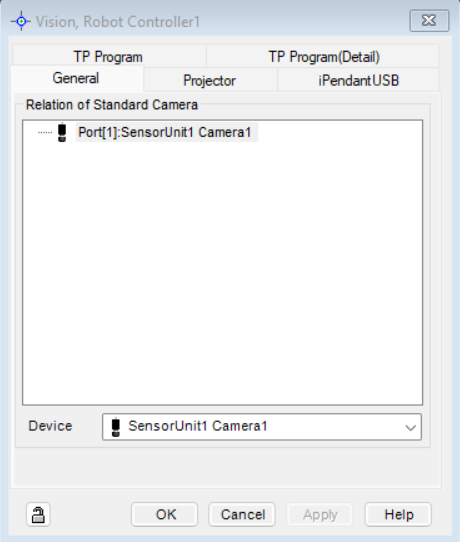 Vision, Robot Controller1
TP Program TP Program(Detail)
General Projector iPendantUSB
Relation of Standard Camera
Port[1]:SensorUnit1 Camera1
Device SensorUnit1 Camera1
OK Cancel Apply Help